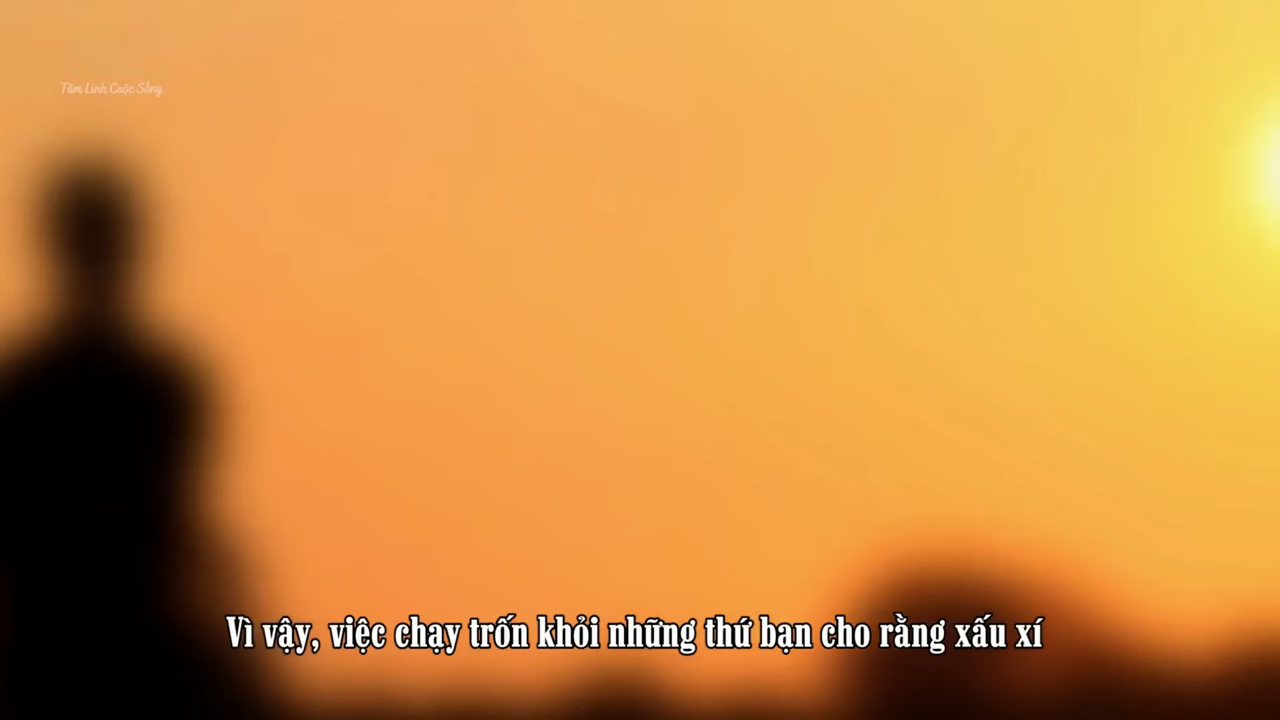 Tâm Linh Cuộc Sống
Vì vậy, việc chạy trốn khỏi những thứ bạn cho rằng xấu xí